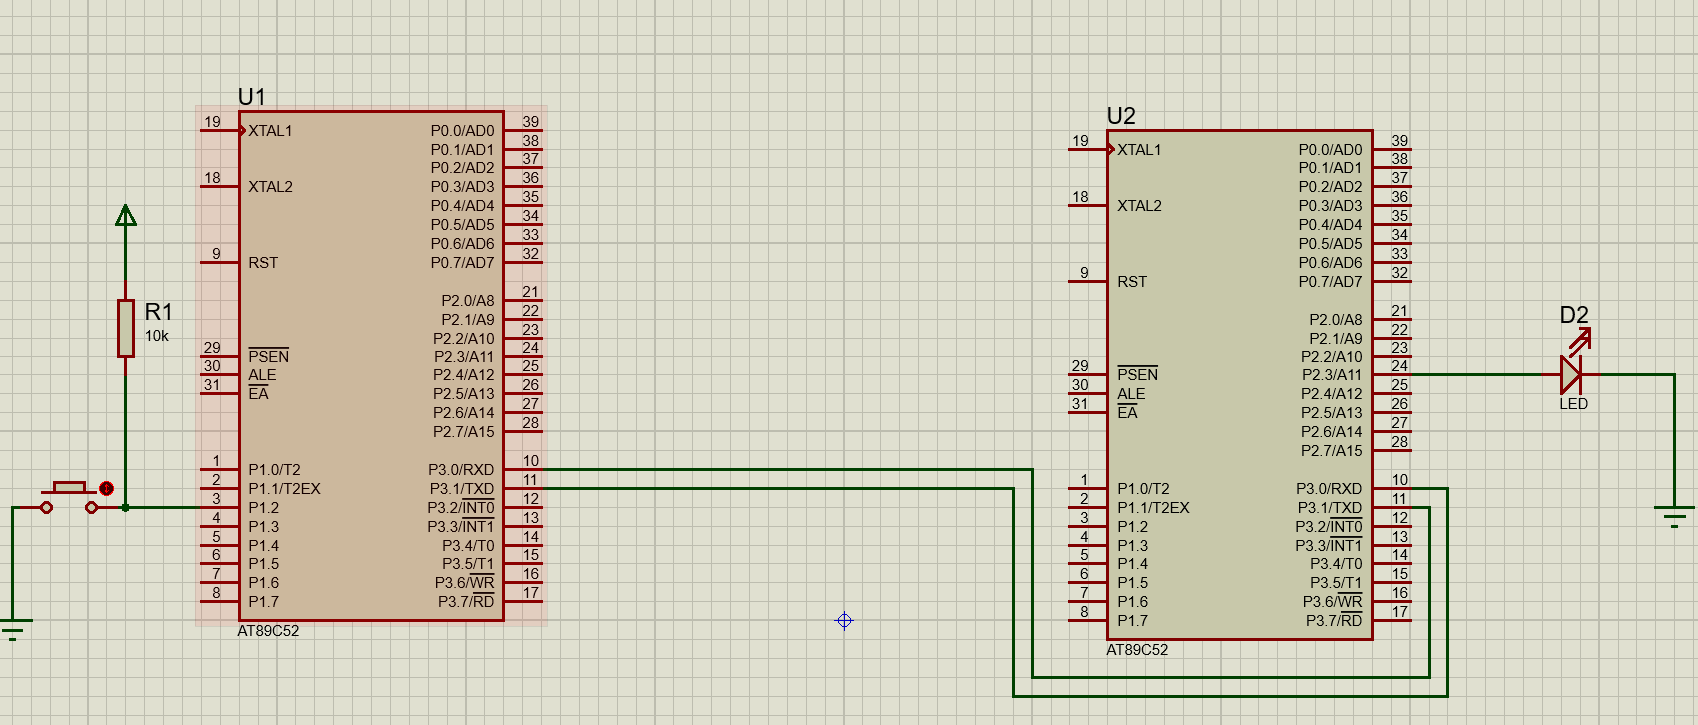 U1
19 XTAL1 P0.0/AD0 39
P0.1/AD1 38
P0.2/AD2 37
18 XTAL2 P0.3/AD3 36
P0.4/AD4 35
P0.5/AD5 34
P0.6/AD6 33
9 RST P0.7/AD7 32
P2.0/A8 21
P2.1/A9 22
P2.2/A10 23
29 PSEN P2.3/A11 24
30 ALE P2.4/A12 25
31 EA P2.5/A13 26
P2.6/A14 27
P2.7/A15 28
1 P1.0/T2 P3.0/RXD 10
2 P1.1/T2EX P3.1/TXD 11
3 P1.2 P3.2/INT0 12
4 P1.3 P3.3/INT1 13
5 P1.4 P3.4/T0 14
6 P1.5 P3.5/T1 15
7 P1.6 P3.6/WR 16
8 P1.7 P3.7/RD 17
AT89C52
R1
10k
U2
19 XTAL1 P0.0/AD0 39
P0.1/AD1 38
P0.2/AD2 37
18 XTAL2 P0.3/AD3 36
P0.4/AD4 35
P0.5/AD5 34
P0.6/AD6 33
9 RST P0.7/AD7 32
P2.0/A8 21
P2.1/A9 22
P2.2/A10 23
29 PSEN P2.3/A11 24
30 ALE P2.4/A12 25
31 EA P2.5/A13 26
P2.6/A14 27
P2.7/A15 28
1 P1.0/T2 P3.0/RXD 10
2 P1.1/T2EX P3.1/TXD 11
3 P1.2 P3.2/INT0 12
4 P1.3 P3.3/INT1 13
5 P1.4 P3.4/T0 14
6 P1.5 P3.5/T1 15
7 P1.6 P3.6/WR 16
8 P1.7 P3.7/RD 17
AT89C52
D2
LED